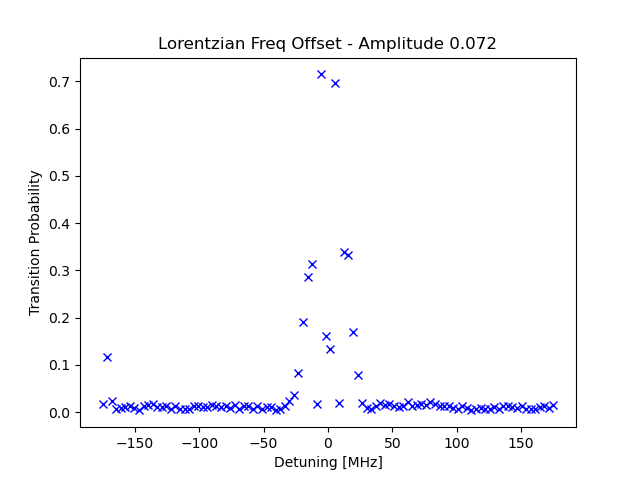 Lorentzian Freq Offset - Amplitude 0.072
Transition Probability
0.7
0.6
0.5
0.4
0.3
0.2
0.1
0.0
−150 −100 −50 0 50 100 150
Detuning [MHz]